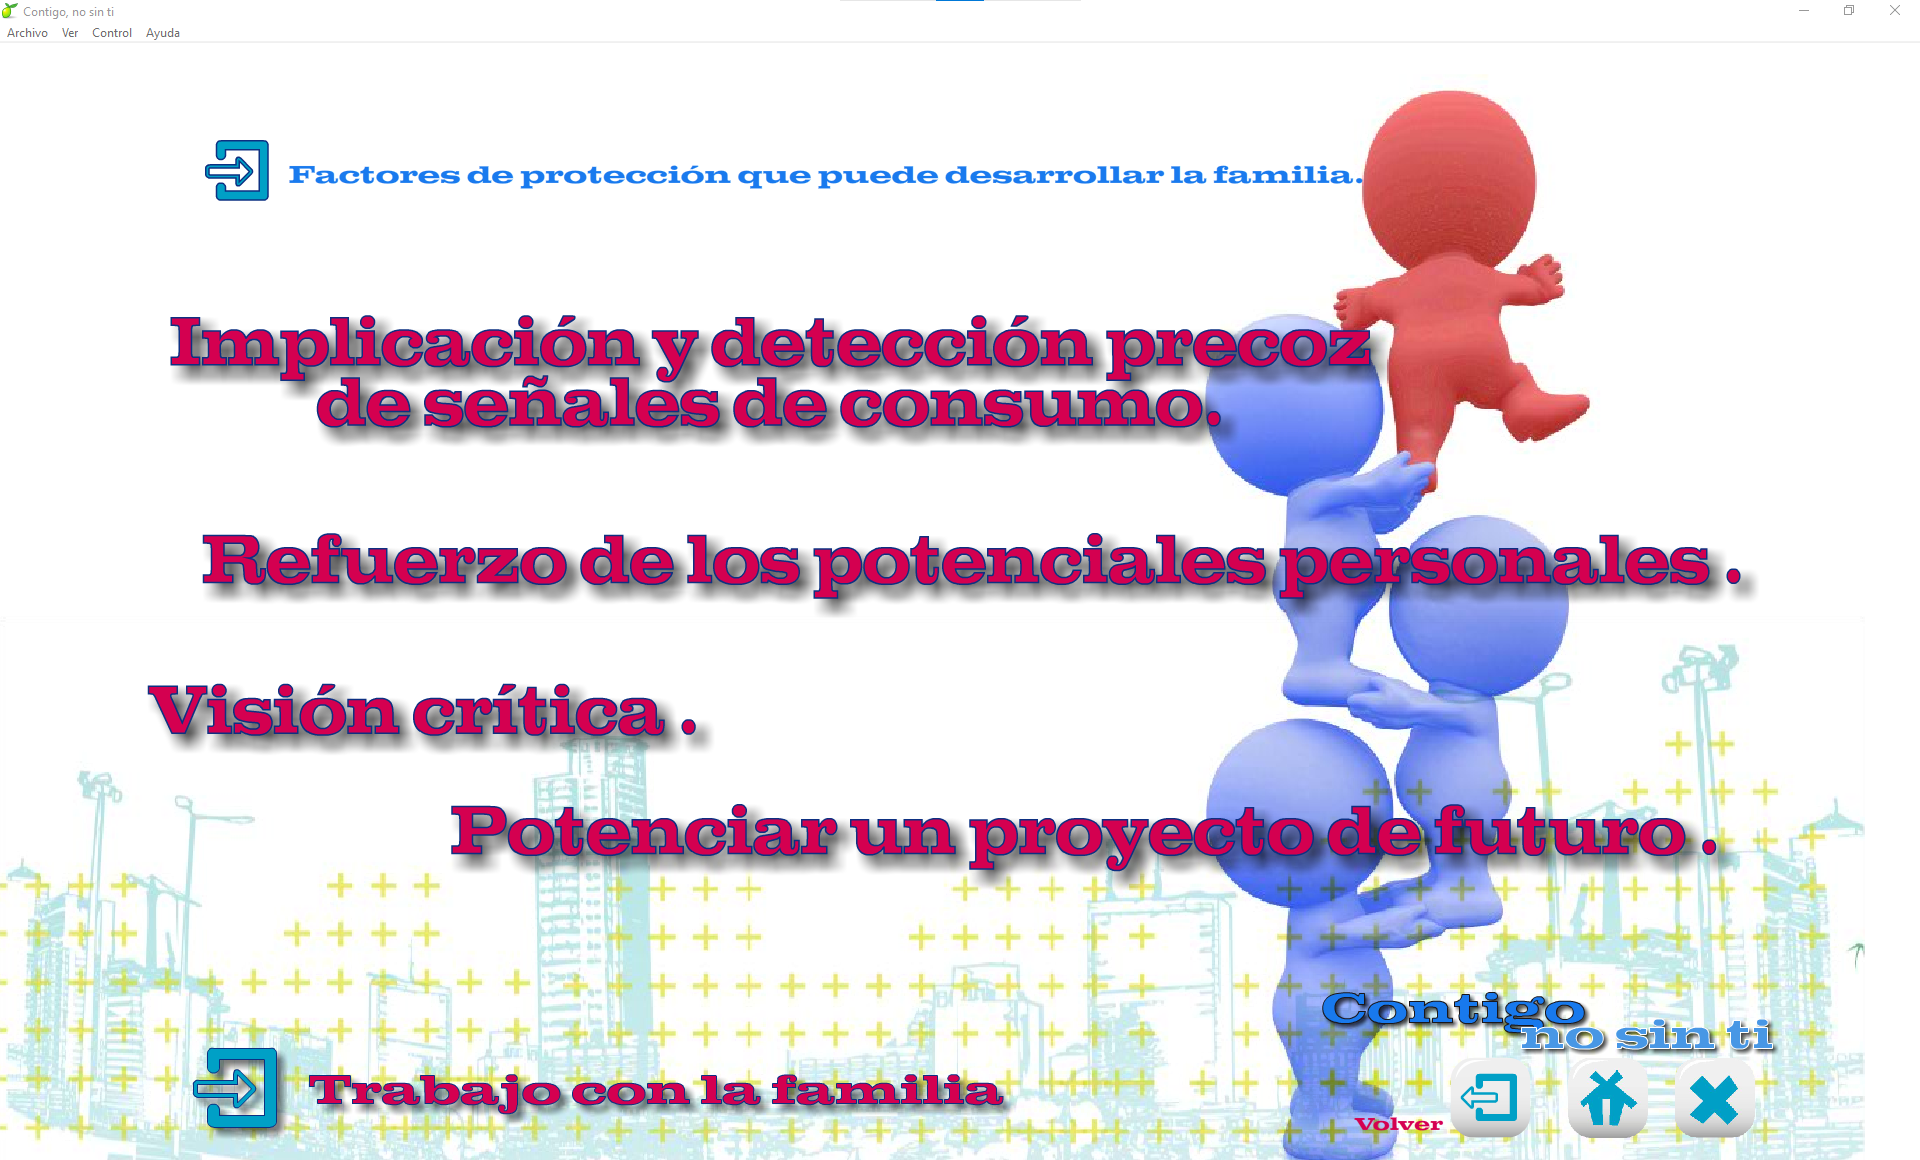 Contigo, no sin ti
Archivo Ver Control Ayuda
Factores de protección que puede desarrollar la familia.
Implicación y detección precoz
de señales de consumo.
Refuerzo de los potenciales personales .
Visión crítica .
Potenciar un proyecto de futuro .
Contigo
no sin ti
Trabajo con la familia
Volver